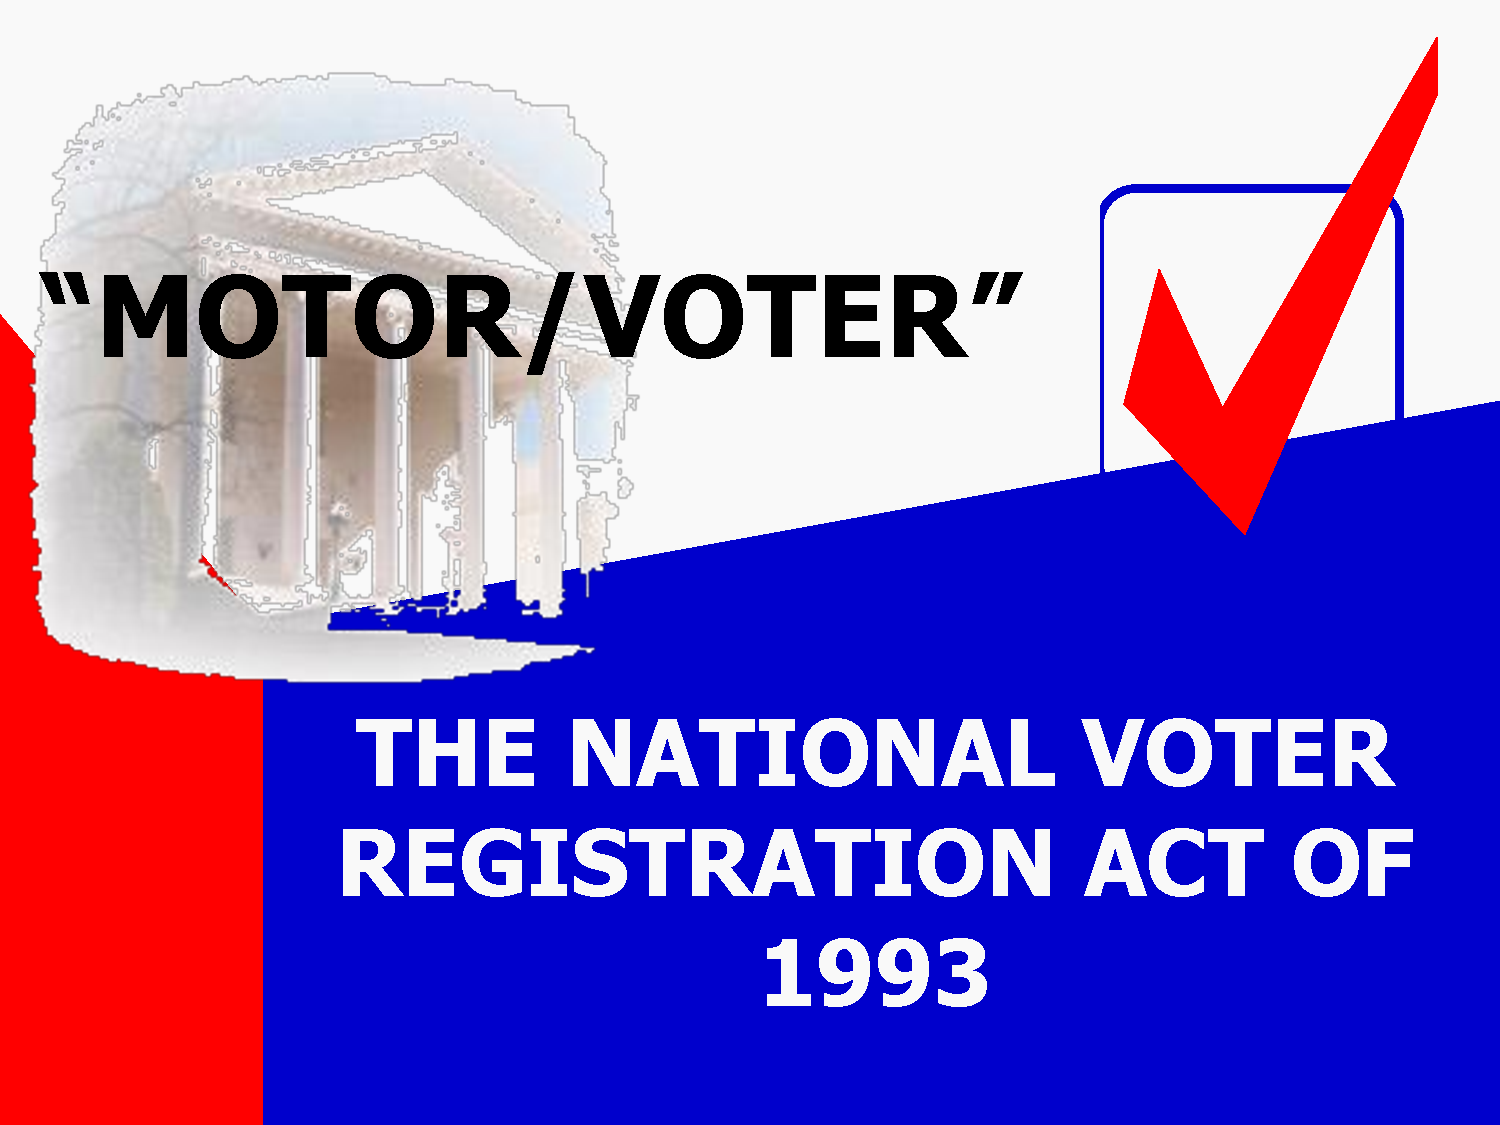 “MOTOR/VOTER”
THE NATIONAL VOTER
REGISTRATION ACT OF
1993